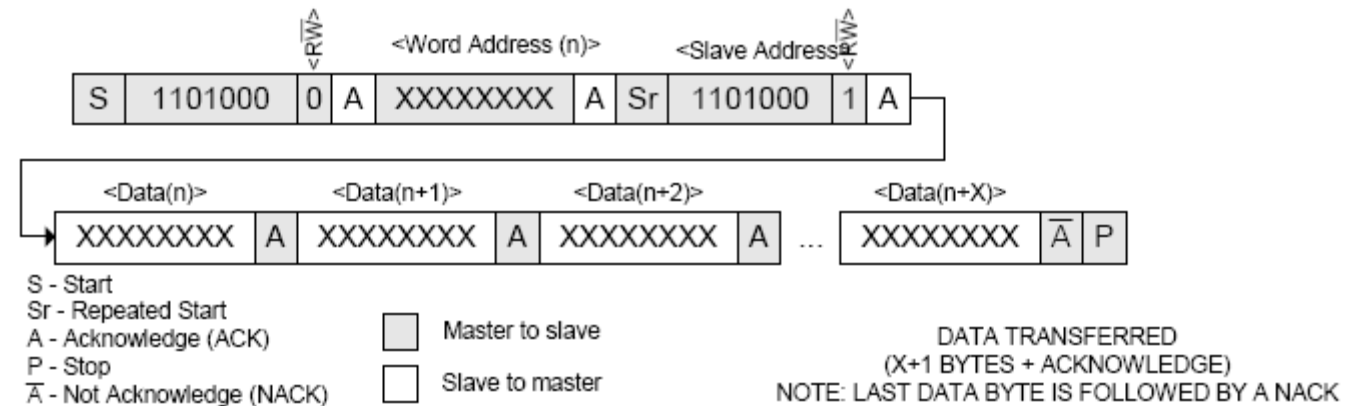 <RW̅> <Word Address (n)> <Slave Address> <RW̅>
S 1101000 0 A XXXXXXXX A Sr 1101000 1 A
<Data(n)> <Data(n+1)> <Data(n+2)> <Data(n+X)>
XXXXXXXX A XXXXXXXX A XXXXXXXX A ... XXXXXXXX A̅ P
S - Start
Sr - Repeated Start
A - Acknowledge (ACK)
P - Stop
A̅ - Not Acknowledge (NACK)
Master to slave
Slave to master
DATA TRANSFERRED
(X+1 BYTES + ACKNOWLEDGE)
NOTE: LAST DATA BYTE IS FOLLOWED BY A NACK